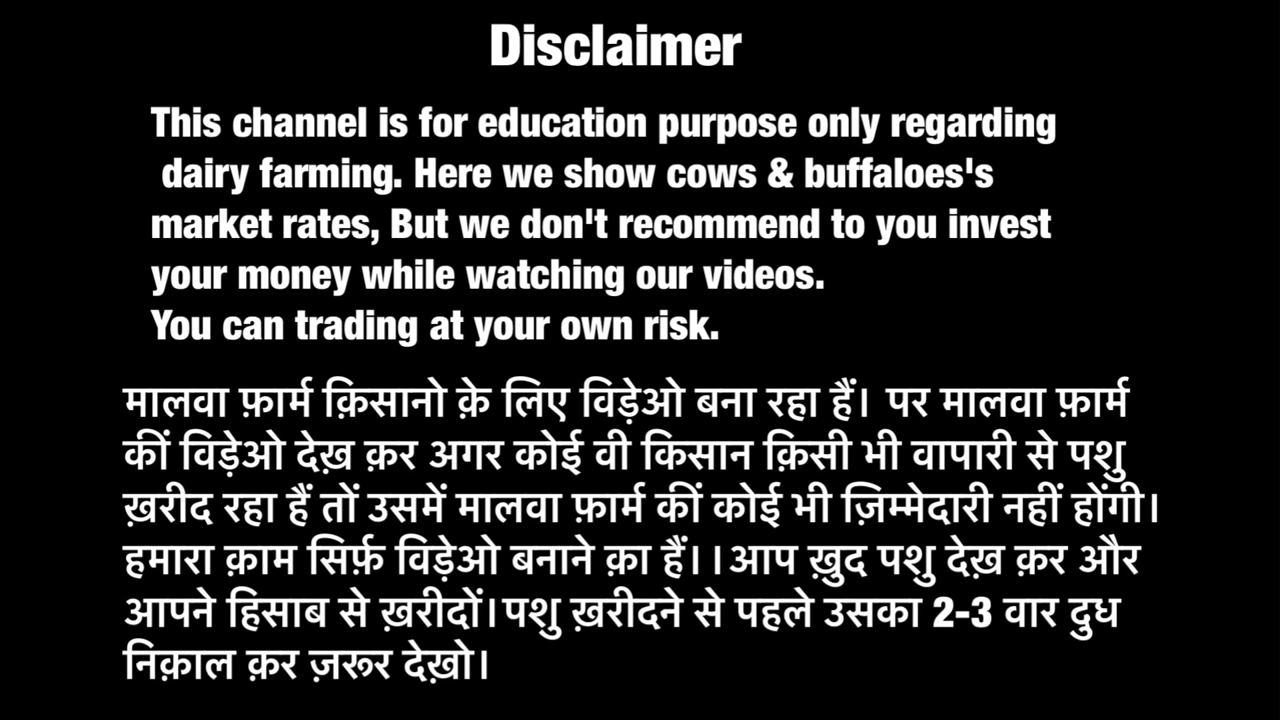 Disclaimer
This channel is for education purpose only regarding
dairy farming. Here we show cows & buffaloes's
market rates, But we don't recommend to you invest
your money while watching our videos.
You can trading at your own risk.
मालवा फ़ार्म क़िसानो क़े लिए विड़ेओ बना रहा हैं। पर मालवा फ़ार्म
कीं विड़ेओ देख़ क़र अगर कोई वी किसान क़िसी भी वापारी से पशु
ख़रीद रहा हैं तों उसमें मालवा फ़ार्म कीं कोई भी ज़िम्मेदारी नहीं होंगी।
हमारा क़ाम सिर्फ़ विड़ेओ बनाने क़ा हैं।।आप ख़ुद पशु देख़ क़र और
आपने हिसाब से ख़रीदों।पशु ख़रीदने से पहले उसका 2-3 वार दुध
निक़ाल क़र ज़रूर देख़ो।